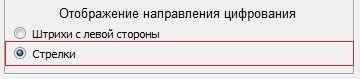 Отображение направления цифрования
Штрихи с левой стороны
Стрелки